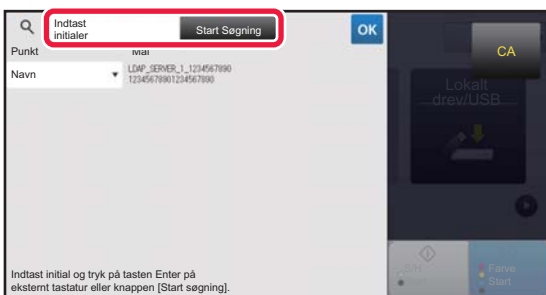 Indtast
initialer
Start Søgning
OK
CA
Punkt
Mål
Navn
LDAP_SERVER_1_1234567890
12345678901234567890
Lokalt
drev/USB
Indtast initial og tryk på tasten Enter på
eksternt tastatur eller knappen [Start søgning].
Farve
Start